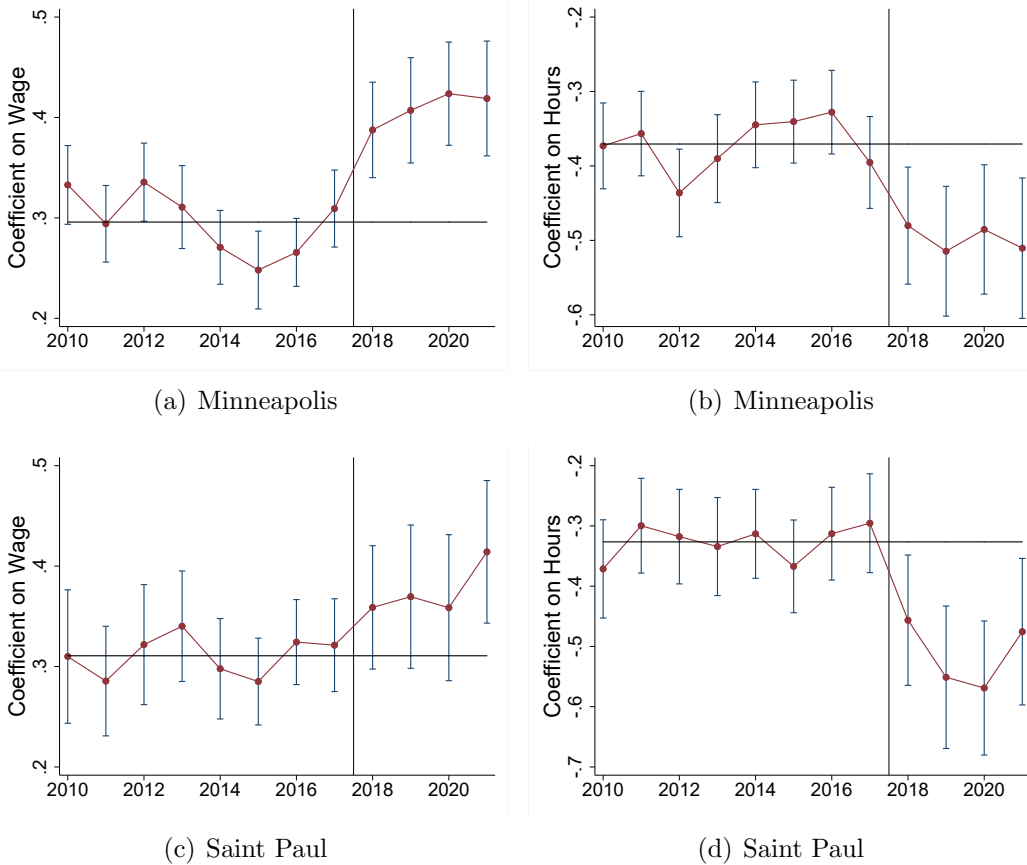 Coefficient on Wage
.5
.4
.3
.2
2010 2012 2014 2016 2018 2020
(a) Minneapolis
Coefficient on Hours
-.2
-.3
-.4
-.5
-.6
2010 2012 2014 2016 2018 2020
(b) Minneapolis
Coefficient on Wage
.5
.4
.3
.2
2010 2012 2014 2016 2018 2020
(c) Saint Paul
Coefficient on Hours
-.2
-.3
-.4
-.5
-.6
-.7
2010 2012 2014 2016 2018 2020
(d) Saint Paul